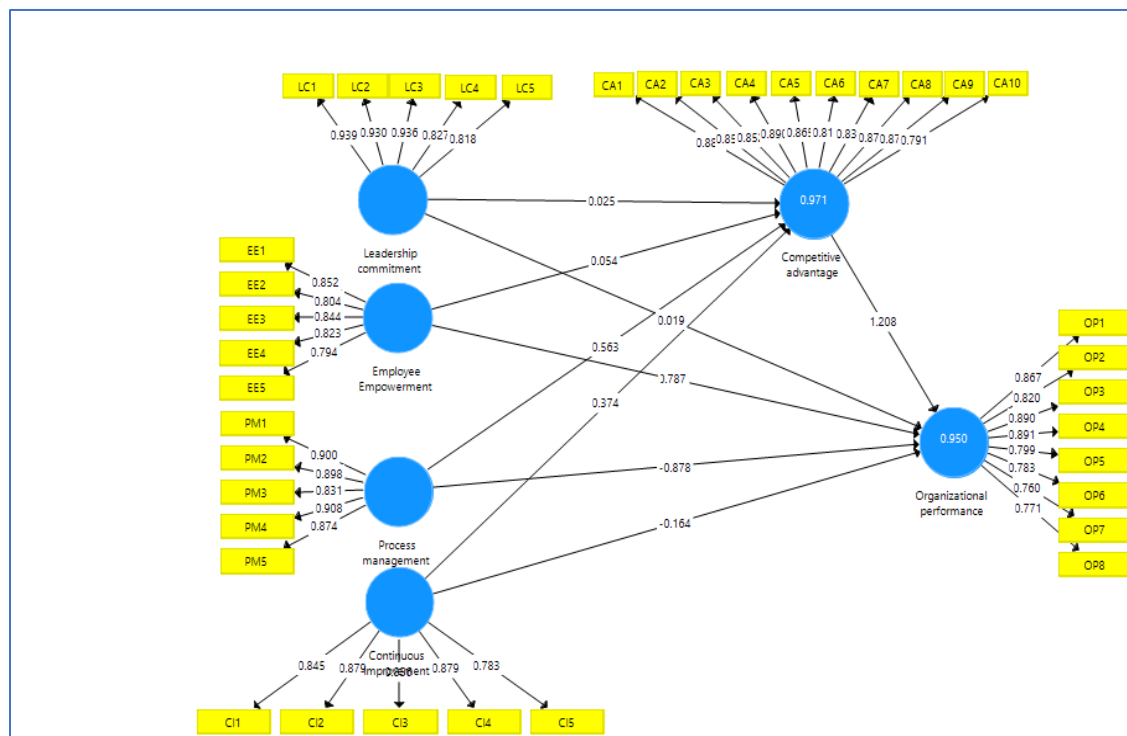 LC1 LC2 LC3 LC4 LC5
0.939 0.930 0.936 0.827 0.818
CA1 CA2 CA3 CA4 CA5 CA6 CA7 CA8 CA9 CA10
0.890 0.865 0.791
Leadership
commitment
0.971
Competitive
advantage
0.025
0.054
0.019
0.563
0.787
0.374
1.208
-0.878
-0.164
EE1
EE2
EE3
EE4
EE5
0.852
0.804
0.844
0.823
0.794
Employee
Empowerment
PM1
PM2
PM3
PM4
PM5
0.900
0.898
0.831
0.908
0.874
Process
management
0.950
Organizational
performance
OP1
OP2
OP3
OP4
OP5
OP6
OP7
OP8
0.867
0.820
0.890
0.891
0.799
0.783
0.760
0.771
Continuous
improvement
0.845 0.879 0.879 0.783
CI1 CI2 CI3 CI4 CI5